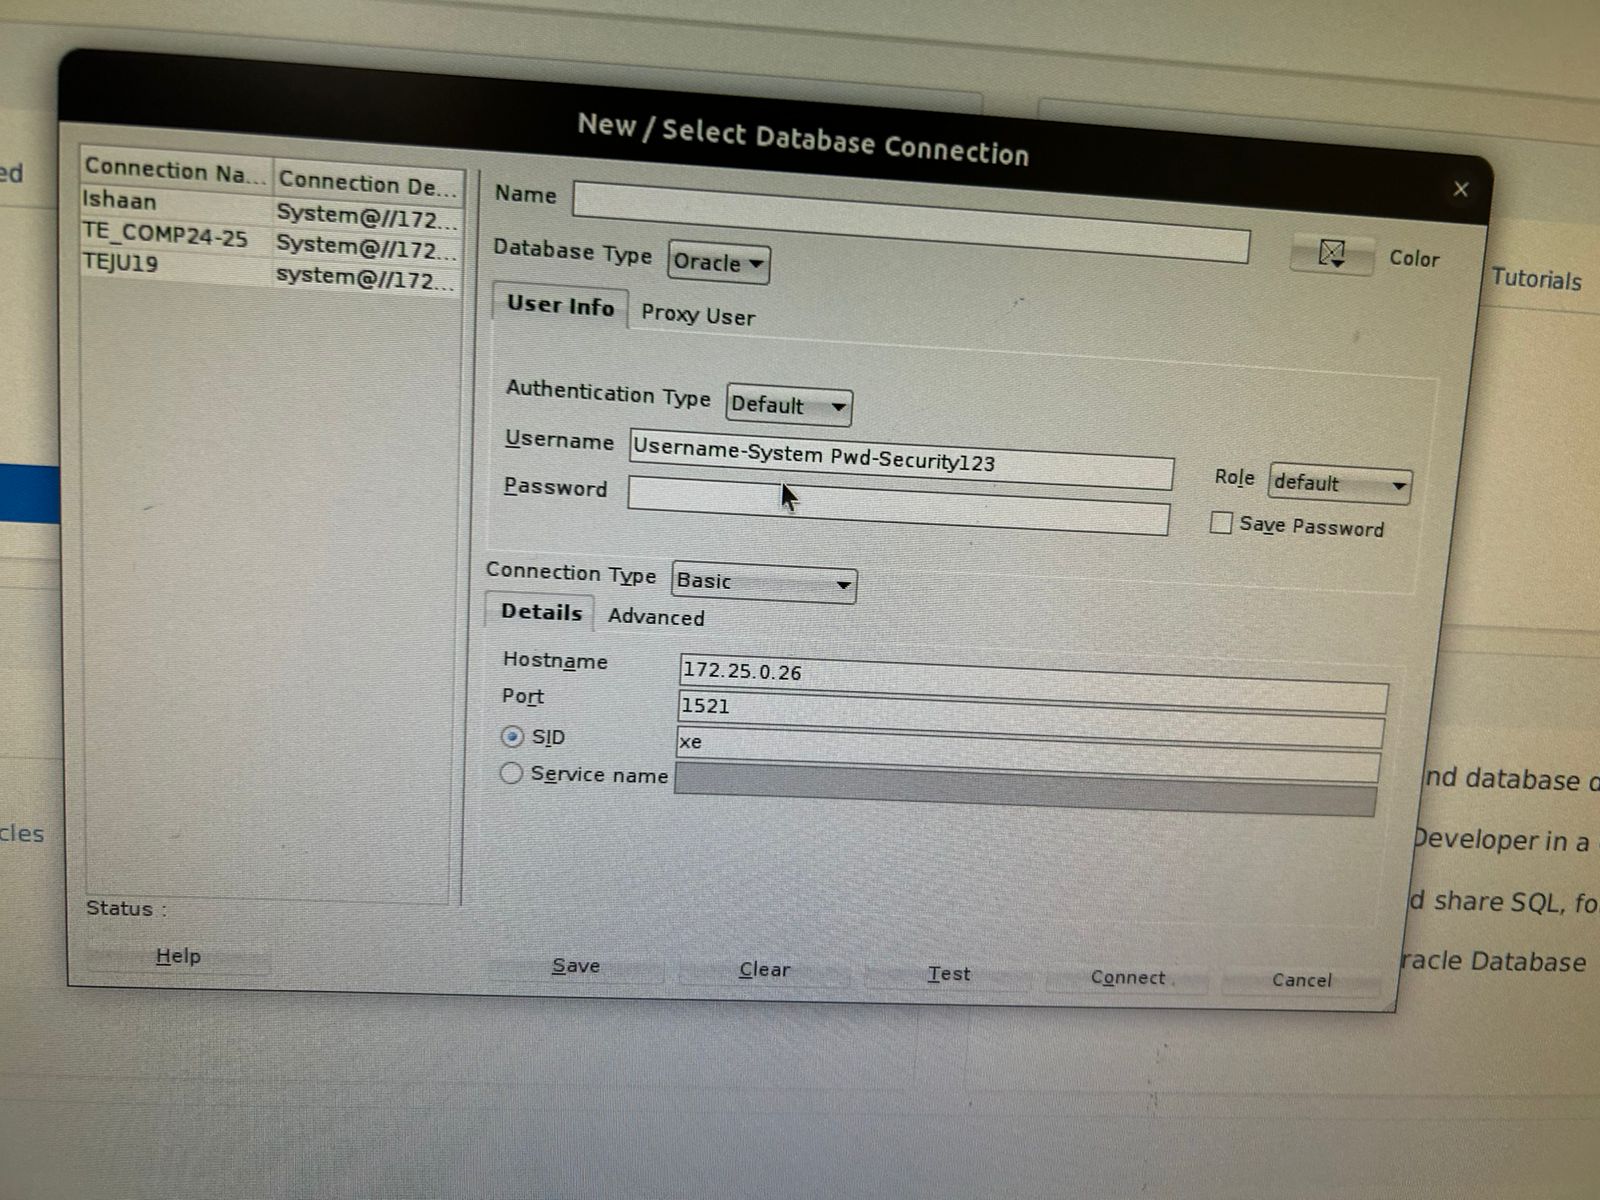 New / Select Database Connection
Connection Na... Connection De...
Ishaan System@//172...
TE_COMP24-25 System@//172...
TEJU19 system@//172...
Name
Color
Database Type Oracle
User Info Proxy User
Authentication Type Default
Username Username-System Pwd-Security123
Role default
Password
Save Password
Connection Type Basic
Details Advanced
Hostname 172.25.0.26
Port 1521
SID xe
Service name
Status :
Help Save Clear Test Connect Cancel
ed
cles
Tutorials
nd database d
Developer in a
d share SQL, fo
racle Database